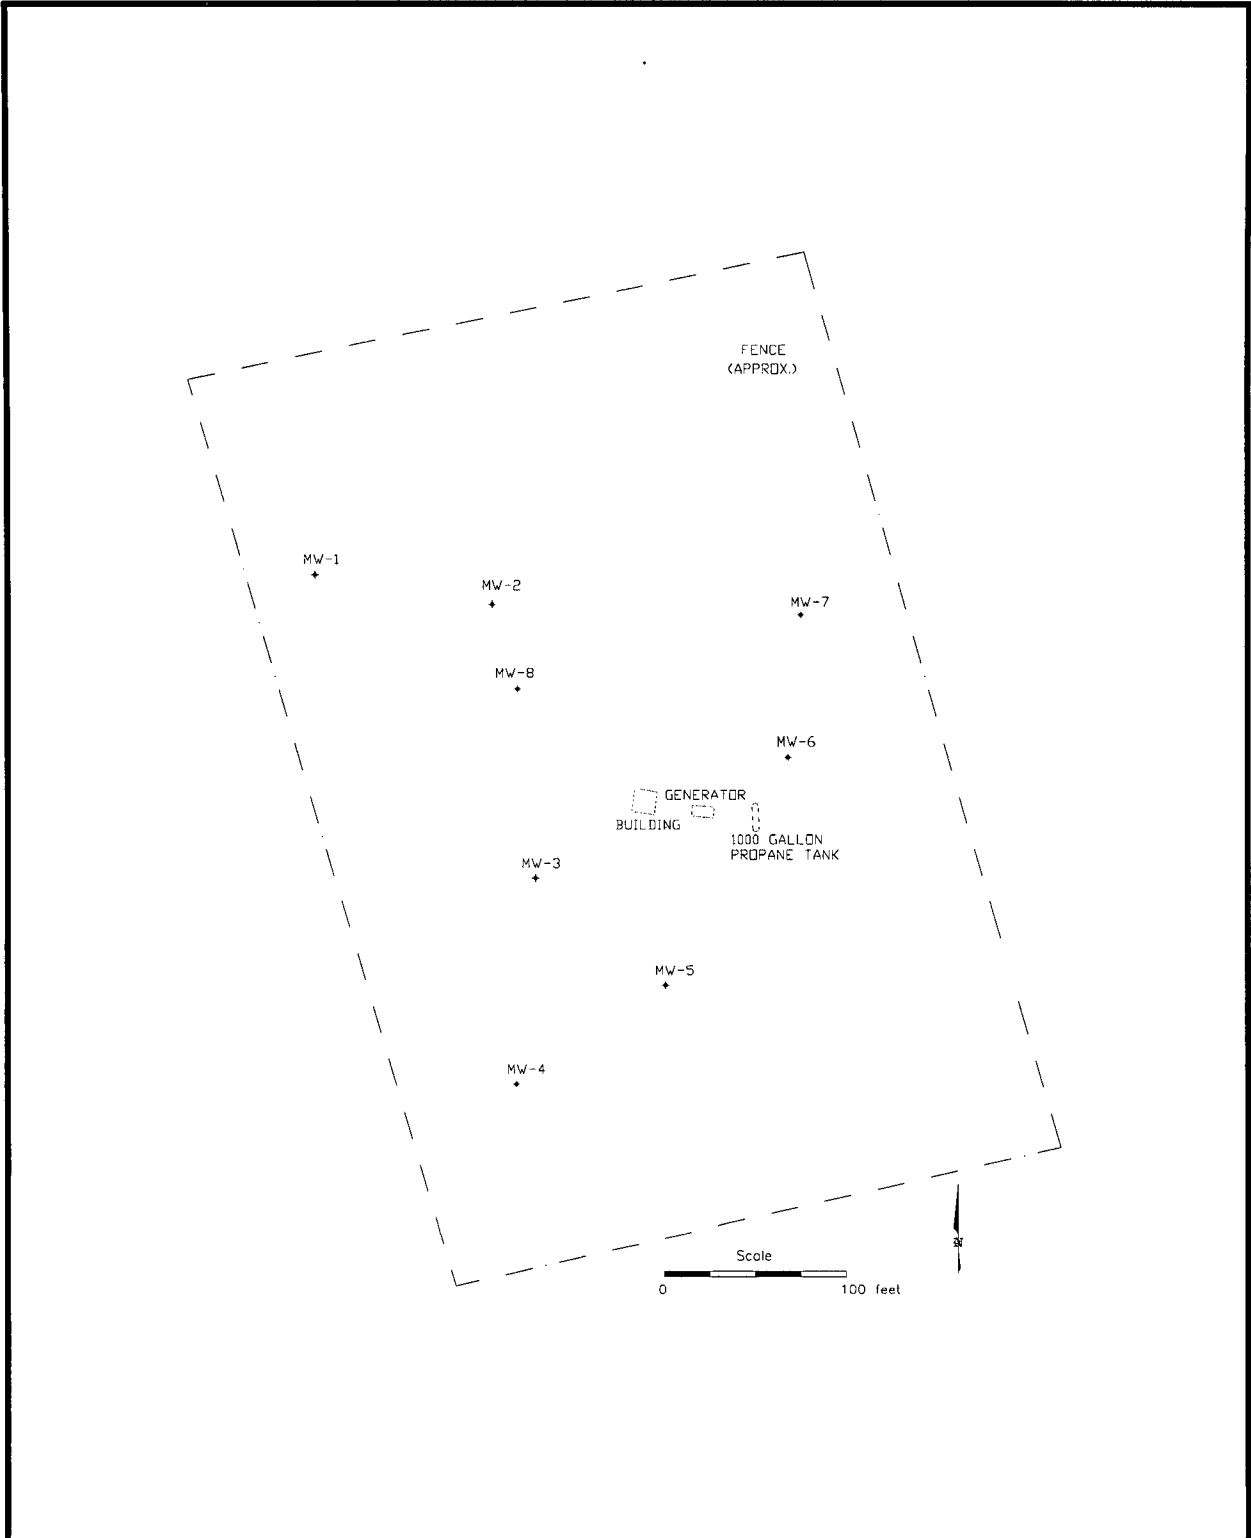 FENCE
(APPROX.)
MW-1
MW-2
MW-7
MW-8
MW-6
GENERATOR
BUILDING
1000 GALLON
PROPANE TANK
MW-3
MW-5
MW-4
N
Scale
0 100 feet